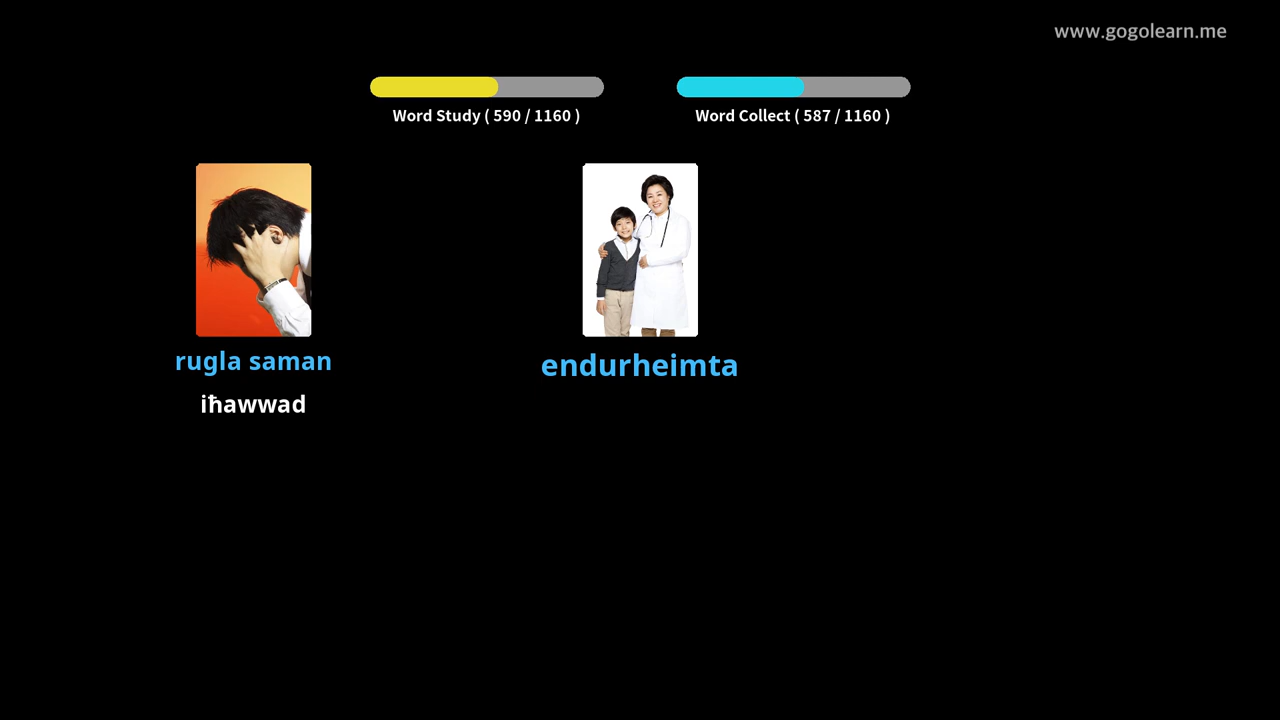 www.gogolearn.me
Word Study ( 590 / 1160 )
Word Collect ( 587 / 1160 )
rugla saman
iħawwad
endurheimta